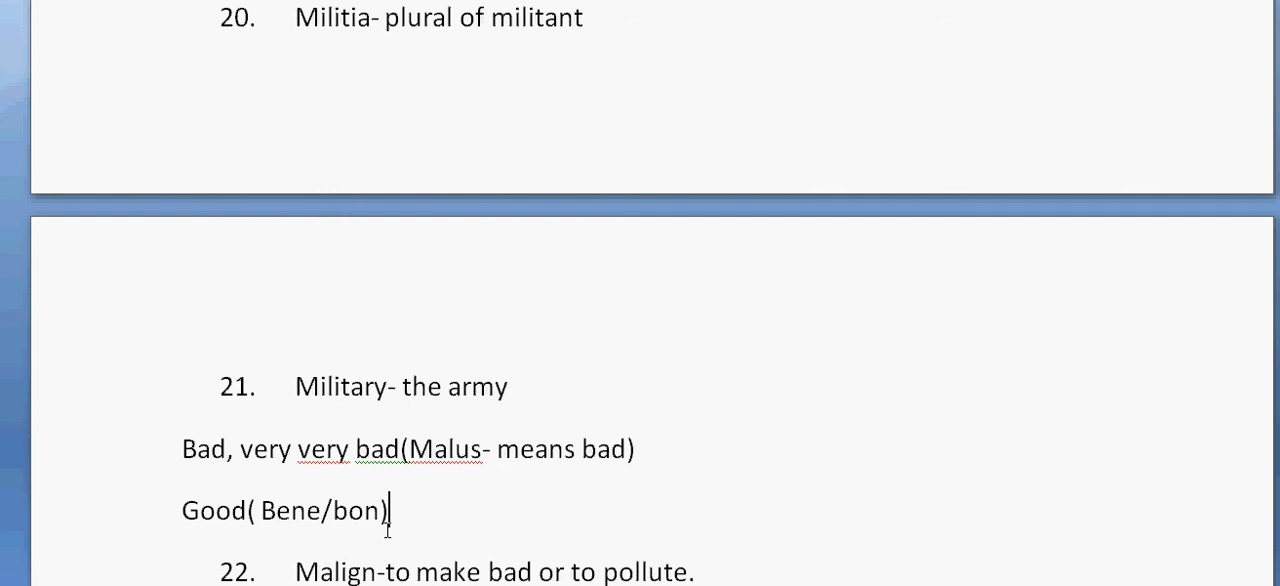 20. Militia- plural of militant
21. Military- the army
Bad, very very bad(Malus- means bad)
Good( Bene/bon)
22. Malign-to make bad or to pollute.